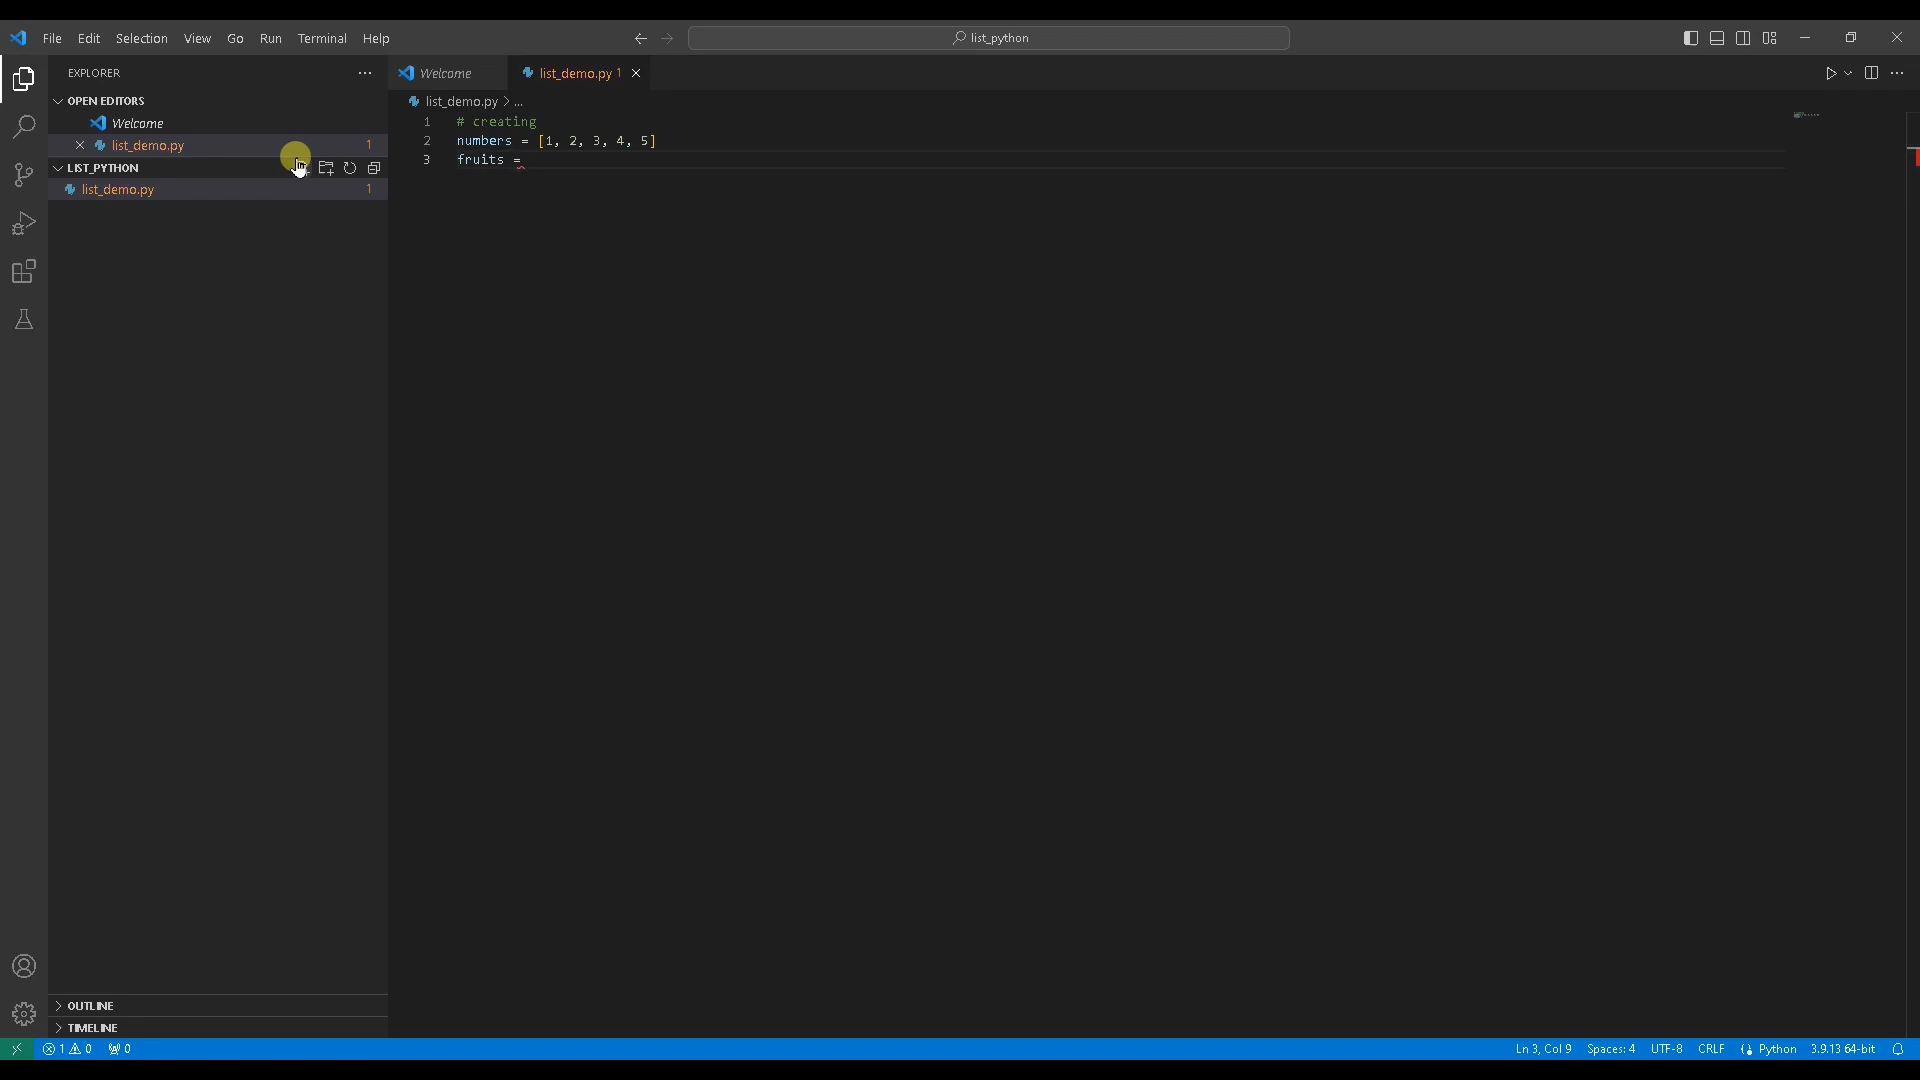 File Edit Selection View Go Run Terminal Help
list_python
EXPLORER
OPEN EDITORS
Welcome
list_demo.py 1
LIST_PYTHON
list_demo.py 1
OUTLINE
TIMELINE
Welcome
list_demo.py 1
list_demo.py > ...
1 # creating
2 numbers = [1, 2, 3, 4, 5]
3 fruits =
1 0 0
Ln 3, Col 9 Spaces: 4 UTF-8 CRLF Python 3.9.13 64-bit